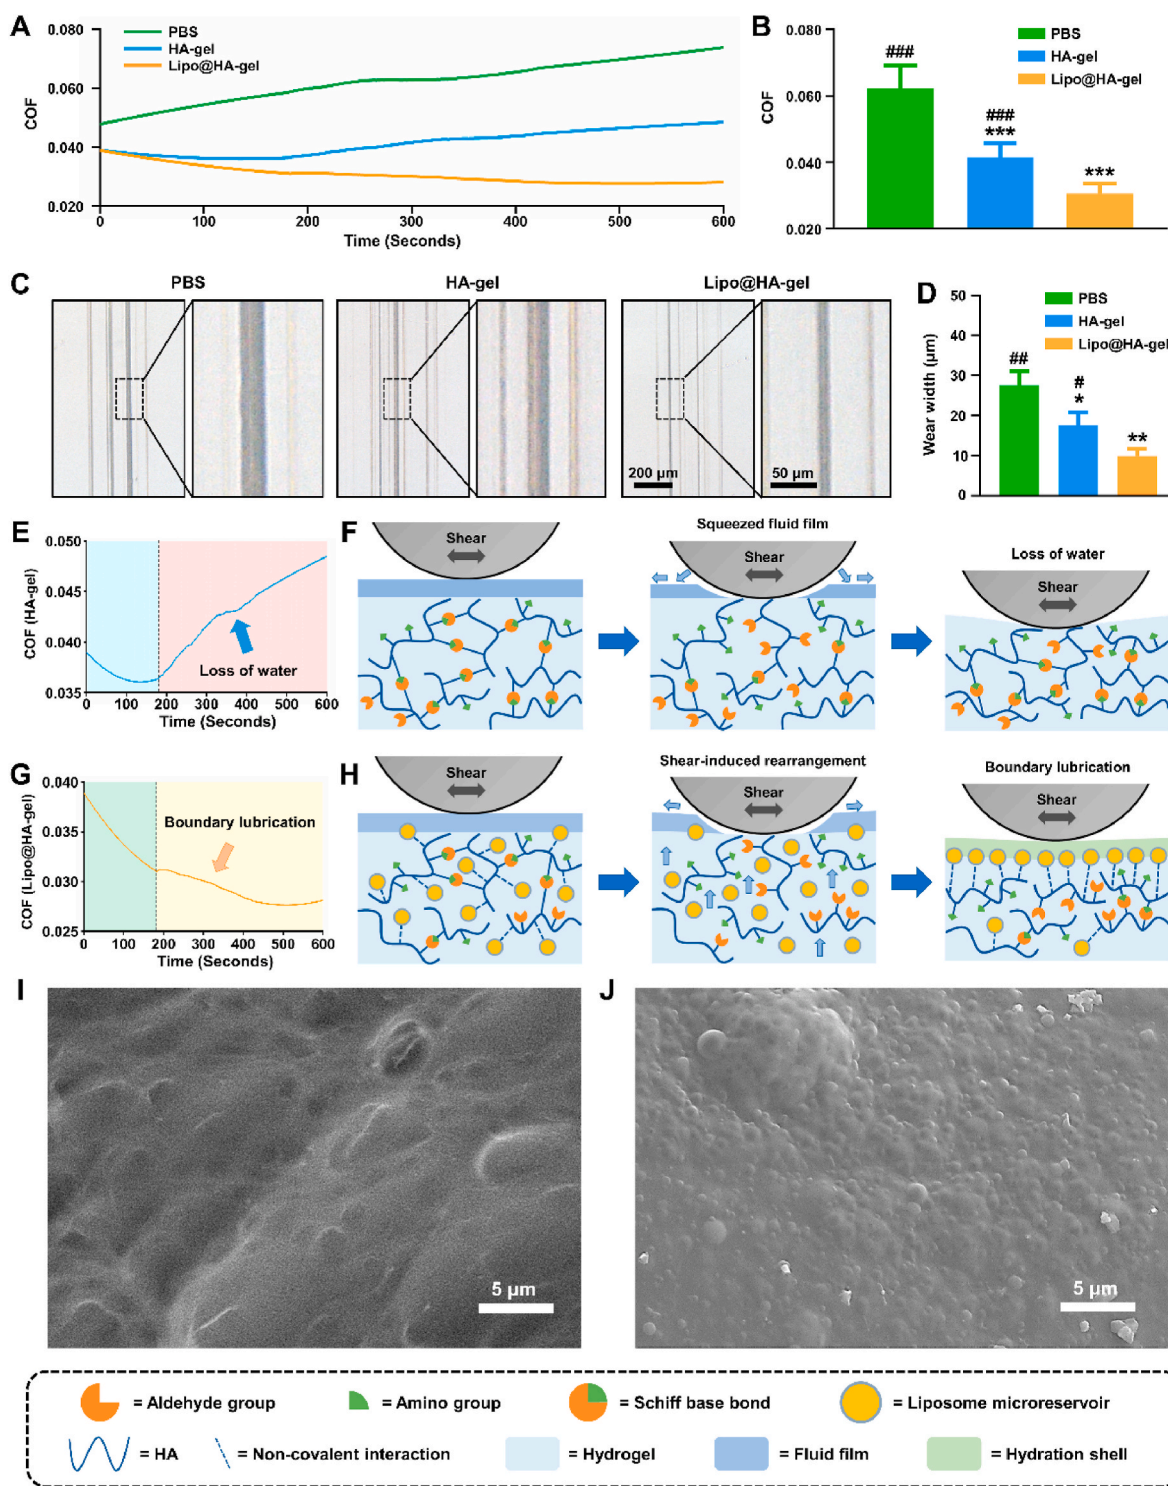 A
0.080
0.060
0.040
0.020
COF
PBS
HA-gel
Lipo@HA-gel
0 100 200 300 400 500 600
Time (Seconds)
B
0.080
0.060
0.040
0.020
COF
###
###
***
***
PBS
HA-gel
Lipo@HA-gel
C
PBS
HA-gel
Lipo@HA-gel
200 μm
50 μm
D
50
40
30
20
10
0
Wear width (μm)
PBS
HA-gel
Lipo@HA-gel
##
#
*
**
E
0.050
0.045
0.040
0.035
COF (HA-gel)
Loss of water
0 100 200 300 400 500 600
Time (Seconds)
F
Shear
Squeezed fluid film
Shear
Loss of water
Shear
G
0.040
0.035
0.030
0.025
COF (Lipo@HA-gel)
Boundary lubrication
0 100 200 300 400 500 600
Time (Seconds)
H
Shear
Shear-induced rearrangement
Shear
Boundary lubrication
Shear
I
5 μm
J
5 μm
= Aldehyde group
= Amino group
= Schiff base bond
= Liposome microreservoir
= HA
= Non-covalent interaction
= Hydrogel
= Fluid film
= Hydration shell